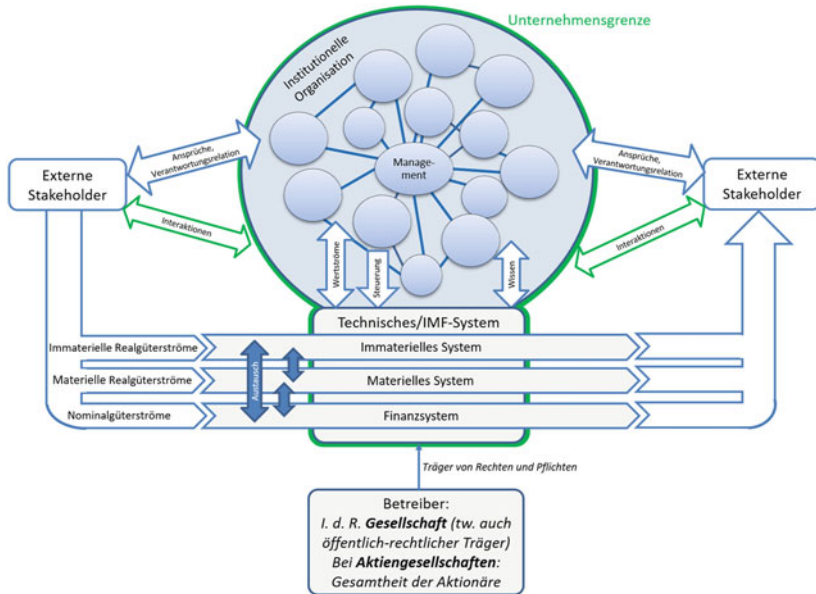 Unternehmensgrenze
Institutionelle
Organisation
Manage-
ment
Ansprüche,
Verantwortungsrelation
Externe
Stakeholder
Interaktionen
Ansprüche,
Verantwortungsrelation
Externe
Stakeholder
Interaktionen
Wertströme
Steuerung
Wissen
Technisches/IMF-System
Immaterielle Realgüterströme
Immaterielles System
Materielle Realgüterströme
Materielles System
Nominalgüterströme
Finanzsystem
Austausch
Träger von Rechten und Pflichten
Betreiber:
I. d. R. Gesellschaft (tw. auch
öffentlich-rechtlicher Träger)
Bei Aktiengesellschaften:
Gesamtheit der Aktionäre